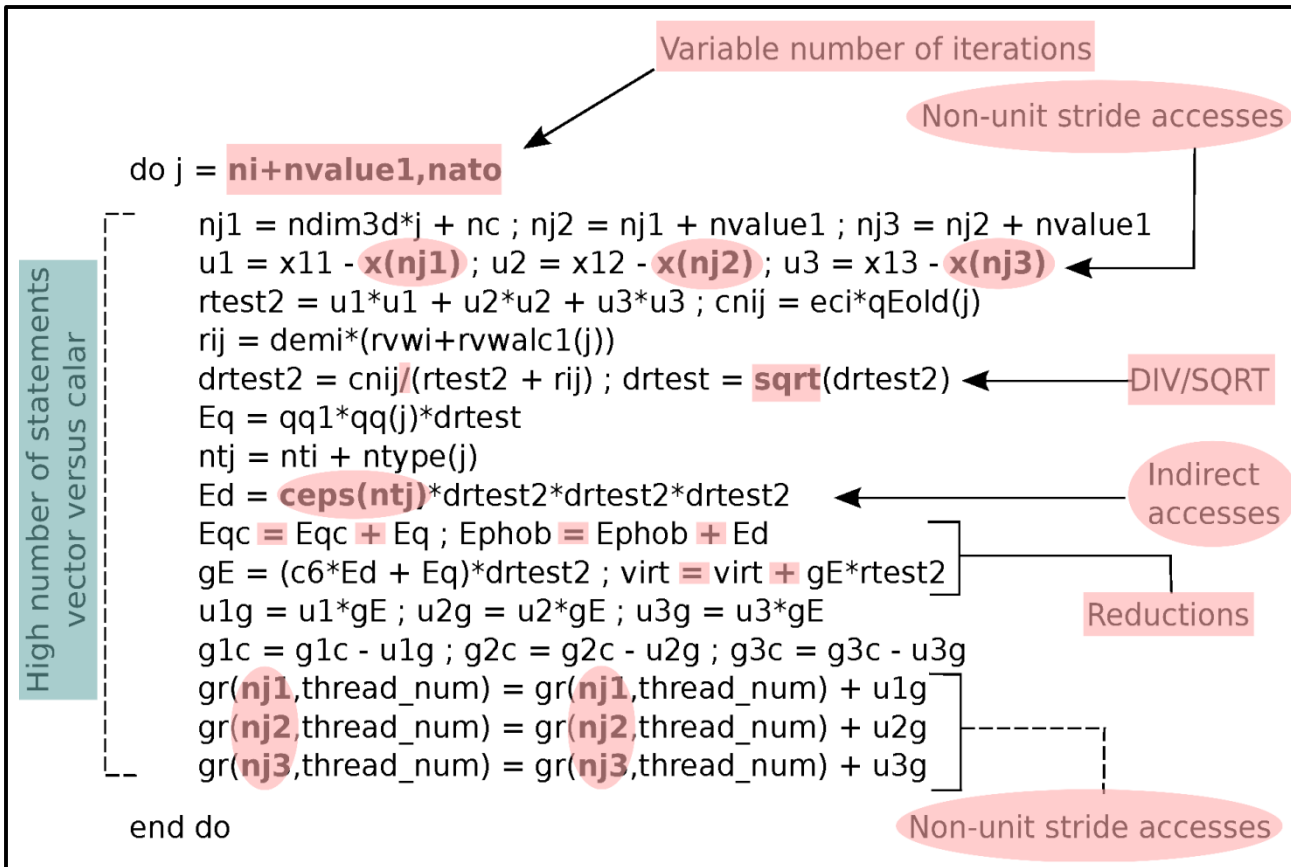 Variable number of iterations
Non-unit stride accesses
do j = ni+nvalue1,nato
nj1 = ndim3d*j + nc ; nj2 = nj1 + nvalue1 ; nj3 = nj2 + nvalue1
u1 = x11 - x(nj1) ; u2 = x12 - x(nj2) ; u3 = x13 - x(nj3)
rtest2 = u1*u1 + u2*u2 + u3*u3 ; cnij = eci*qEold(j)
rij = demi*(rvwi+rvwalc1(j))
drtest2 = cnij/(rtest2 + rij) ; drtest = sqrt(drtest2)
DIV/SQRT
Eq = qq1*qq(j)*drtest
ntj = nti + ntype(j)
Ed = ceps(ntj)*drtest2*drtest2*drtest2
Indirect
accesses
Eqc = Eqc + Eq ; Ephob = Ephob + Ed
gE = (c6*Ed + Eq)*drtest2 ; virt = virt + gE*rtest2
Reductions
u1g = u1*gE ; u2g = u2*gE ; u3g = u3*gE
g1c = g1c - u1g ; g2c = g2c - u2g ; g3c = g3c - u3g
gr(nj1,thread_num) = gr(nj1,thread_num) + u1g
gr(nj2,thread_num) = gr(nj2,thread_num) + u2g
gr(nj3,thread_num) = gr(nj3,thread_num) + u3g
Non-unit stride accesses
end do
High number of statements
vector versus calar